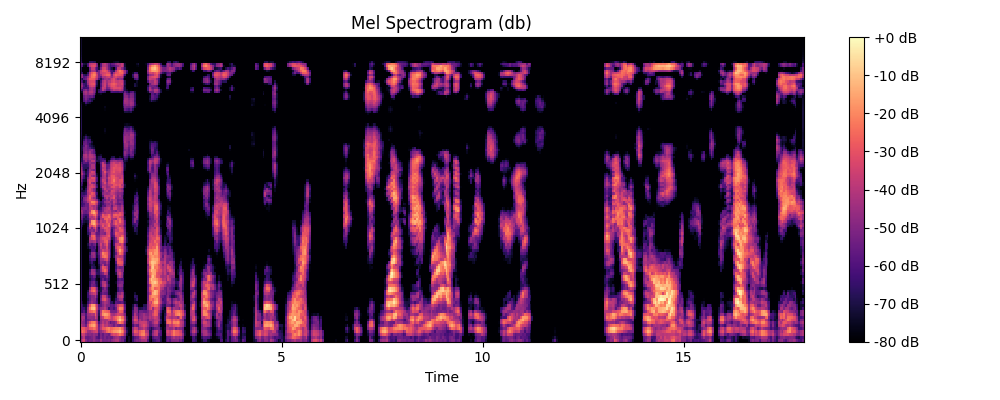 Mel Spectrogram (db)
+0 dB
8192
-10 dB
4096
-20 dB
-30 dB
2048
Hz
-40 dB
1024
-50 dB
-60 dB
512
-70 dB
0
-80 dB
0 5 10 15
Time